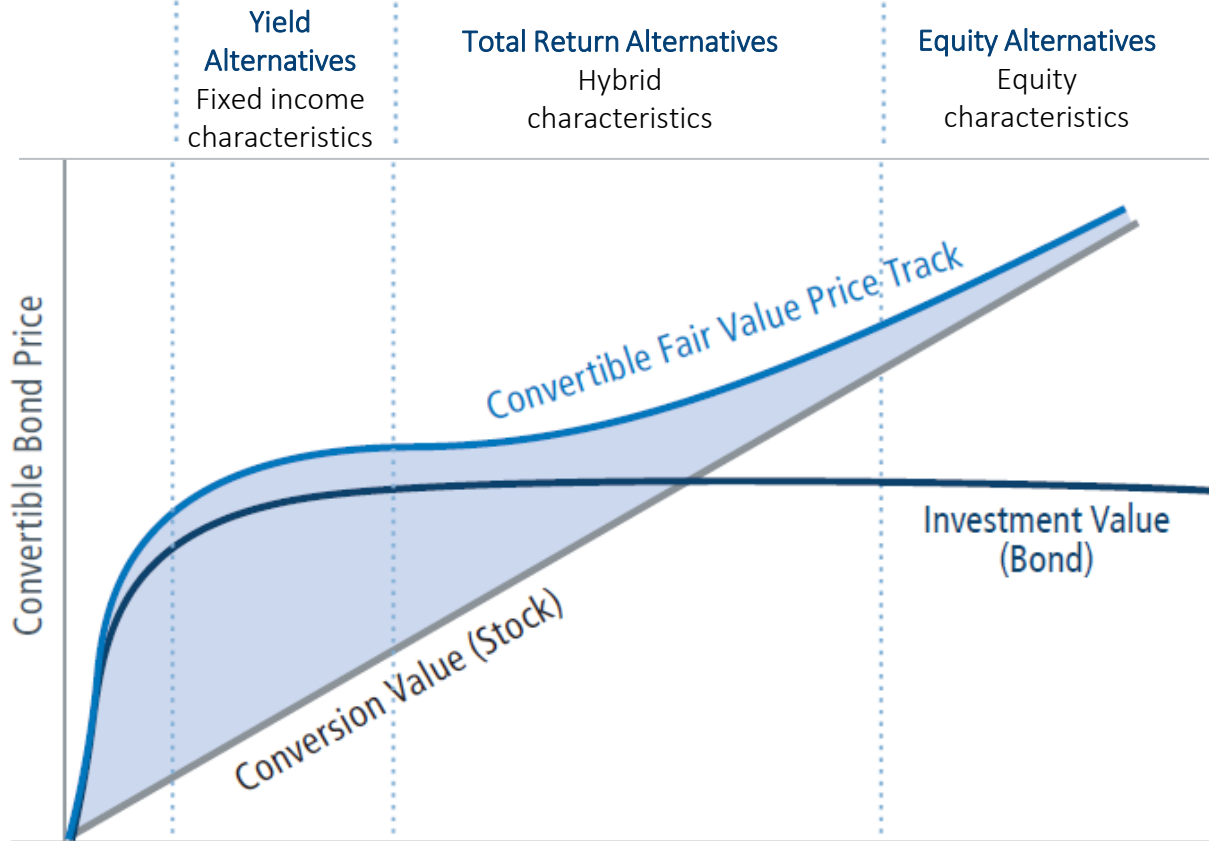 Yield
Alternatives
Fixed income
characteristics
Total Return Alternatives
Hybrid
characteristics
Equity Alternatives
Equity
characteristics
Convertible Bond Price
Convertible Fair Value Price Track
Investment Value
(Bond)
Conversion Value (Stock)